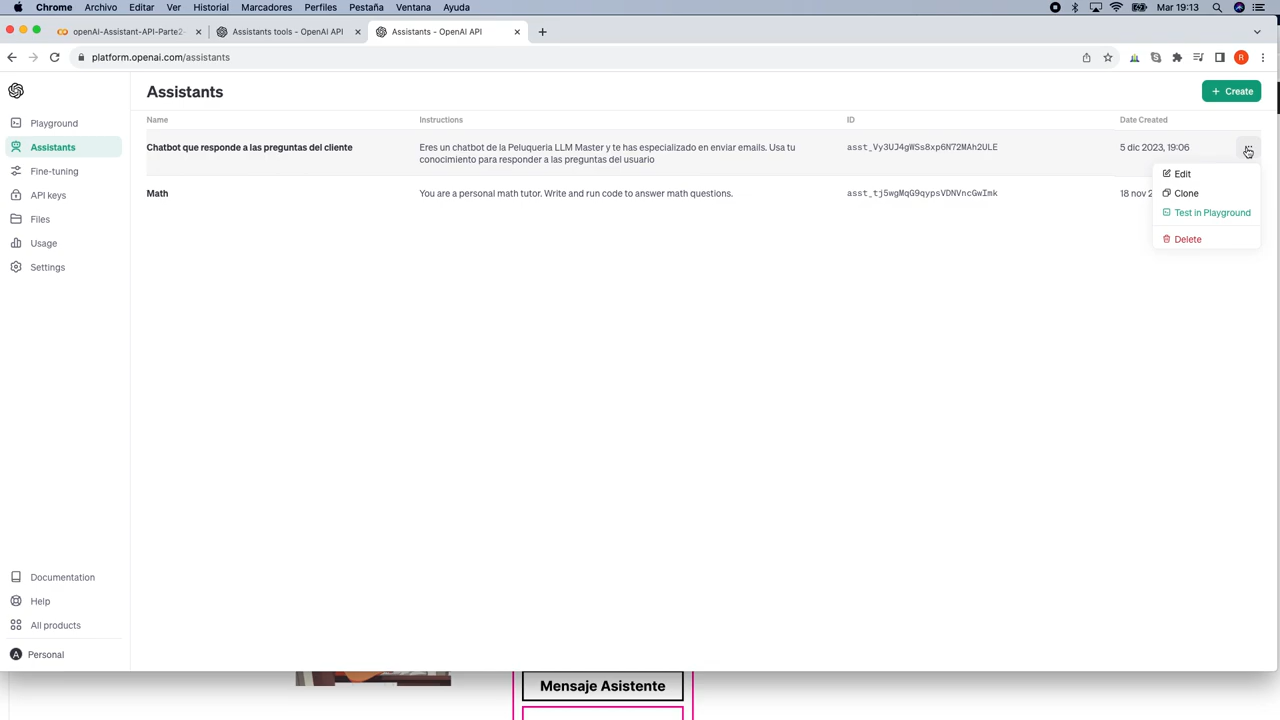 Chrome Archivo Editar Ver Historial Marcadores Perfiles Pestaña Ventana Ayuda Mar 19:13
openAI-Assistant-API-Parte2- Assistants tools - OpenAI API Assistants - OpenAI API
platform.openai.com/assistants R
Assistants
+ Create
Playground
Assistants
Fine-tuning
API keys
Files
Usage
Settings
Name Instructions ID Date Created
Chatbot que responde a las preguntas del cliente Eres un chatbot de la Peluqueria LLM Master y te has especializado en enviar emails. Usa tu asst_Vy3UJ4gWSs8xp6N72MAh2ULE 5 dic 2023, 19:06
conocimiento para responder a las preguntas del usuario
Math You are a personal math tutor. Write and run code to answer math questions. asst_tj5wgMqG9qypsVDNVncGwImk 18 nov 2
Edit
Clone
Test in Playground
Delete
Documentation
Help
All products
A Personal
Mensaje Asistente